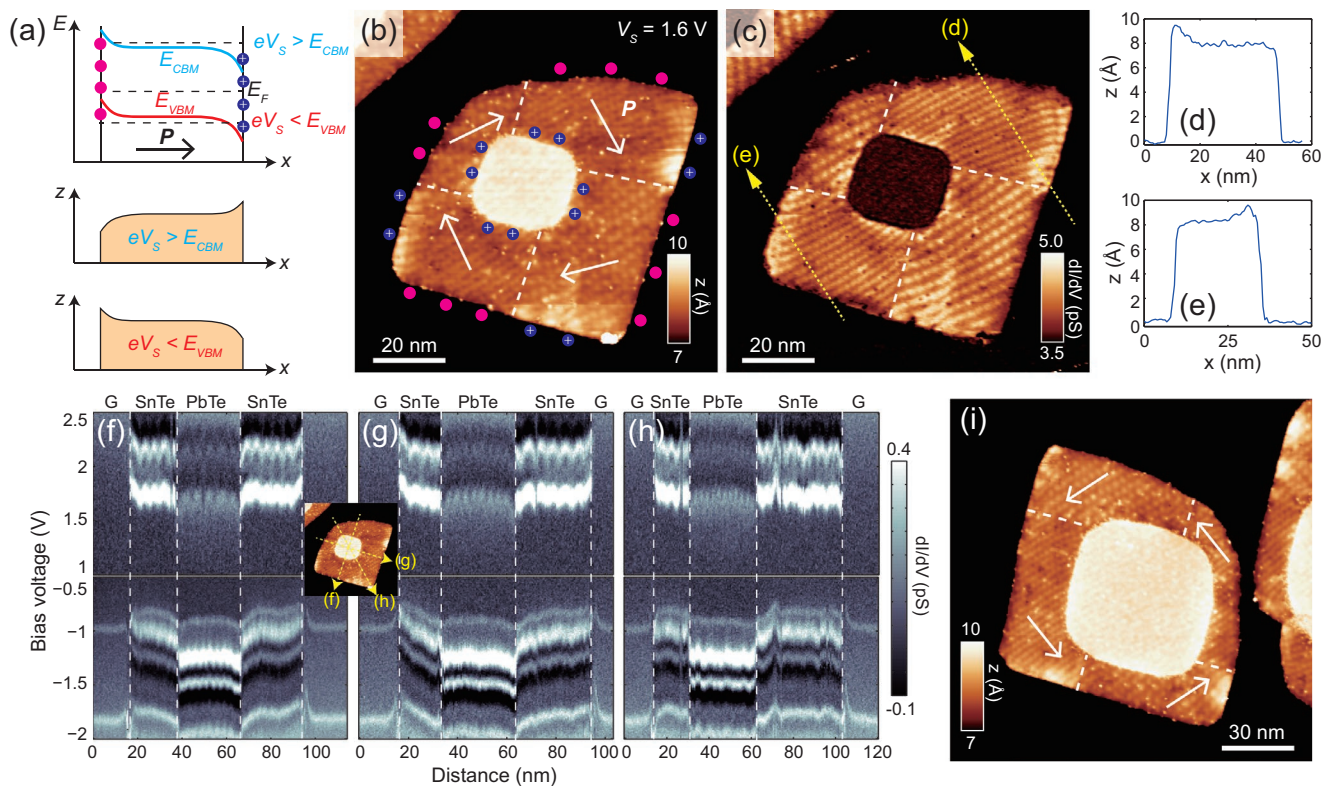 (a)
E
eV_S > E_CBM
E_CBM
E_F
E_VBM
eV_S < E_VBM
P
x
z
eV_S > E_CBM
x
z
eV_S < E_VBM
x
(b)
V_S = 1.6 V
P
10
z (Å)
7
20 nm
(c)
(d)
(e)
5.0
dI/dV (pS)
3.5
20 nm
10
8
6
4
2
0
z (Å)
(d)
0 20 40 60
x (nm)
10
8
6
4
2
0
z (Å)
(e)
0 25 50
x (nm)
G SnTe PbTe SnTe
G SnTe PbTe SnTe G
G SnTe PbTe SnTe G
(f)
(g)
(h)
2.5
2
1.5
1
−0.5
−1
−1.5
−2
Bias voltage (V)
(g)
(f)
(h)
0 20 40 60 80 100
0 20 40 60 80 100
0 20 40 60 80 100 120
Distance (nm)
0.4
dI/dV (pS)
-0.1
(i)
10
z (Å)
7
30 nm